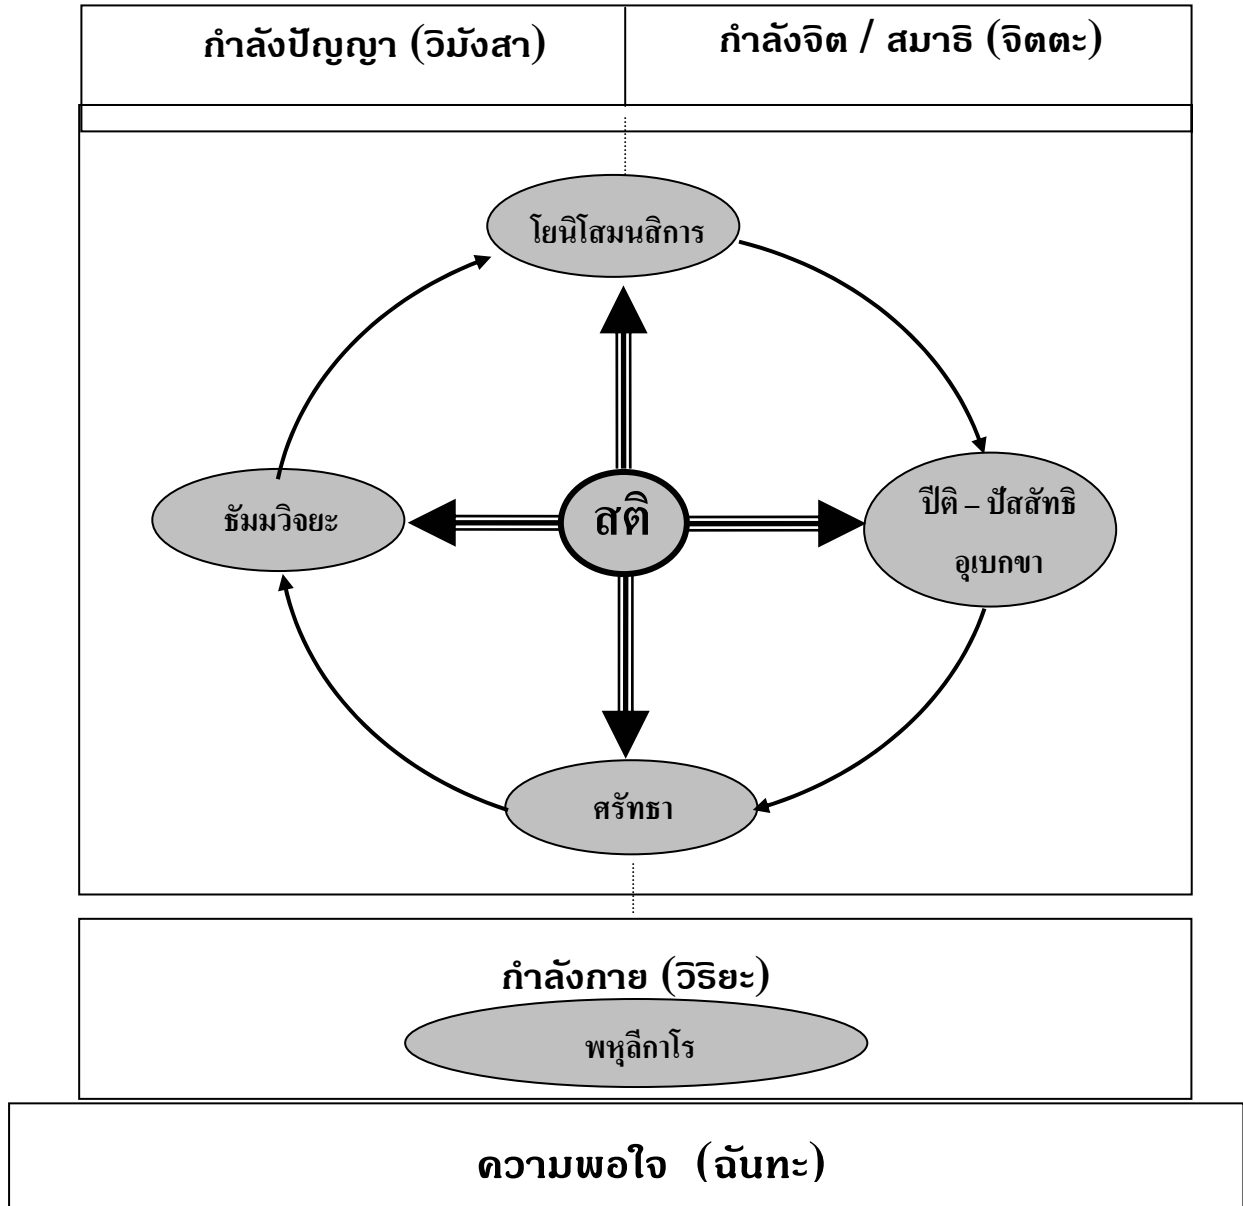 กำลังปัญญา (วิมังสา)
กำลังจิต / สมาธิ (จิตตะ)
โยนิโสมนสิการ
ธัมมวิจยะ
สติ
ปีติ – ปัสสัทธิ
อุเบกขา
ศรัทธา
กำลังกาย (วิริยะ)
พหุลีกาโร
ความพอใจ (ฉันทะ)